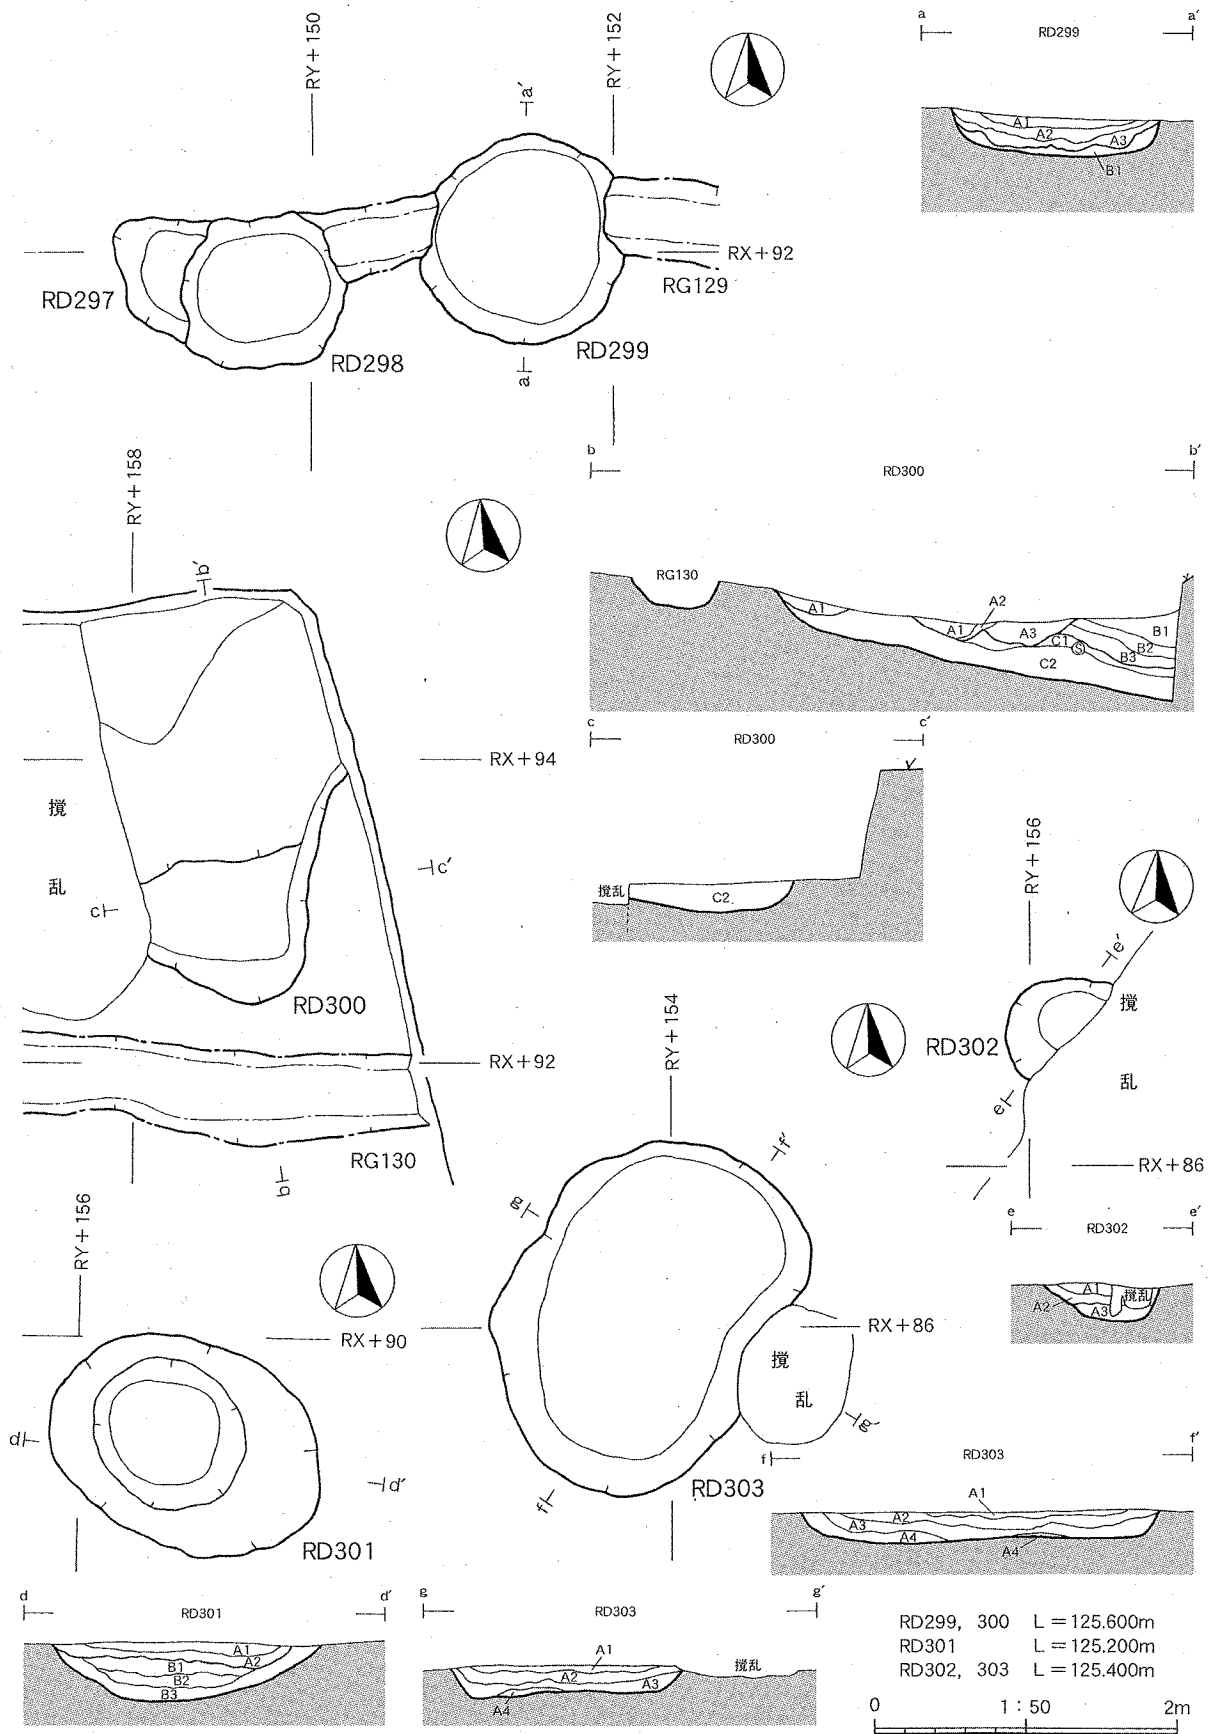 RY+150
RY+152
a'
a
RX+92
RD297
RD298
RD299
RG129
a a'
RD299
A1
A2
A3
B1
RY+158
b'
RX+94
撹
乱
c
c'
RD300
RX+92
RG130
b
b b'
RD300
RG130
A1
A2
A1
A3
C1
S
B1
B2
B3
C2
c c'
RD300
撹乱
C2
RY+156
e'
撹
RD302
乱
e
RX+86
e e'
RD302
A1
撹乱
A2
A3
RY+154
f'
g
RX+86
撹
乱
g'
f
RD303
f f'
RD303
A1
A2
A3
A4
A4
RY+156
RX+90
d
d'
RD301
d d'
RD301
A1
B1
A2
B2
B3
g g'
RD303
A1
撹乱
A2
A3
A4
RD299, 300 L=125.600m
RD301 L=125.200m
RD302, 303 L=125.400m
0 1:50 2m